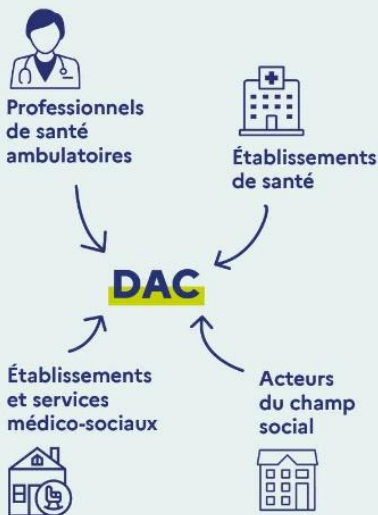 Professionnels
de santé
ambulatoires
Établissements
de santé
DAC
Établissements
et services
médico-sociaux
Acteurs
du champ
social